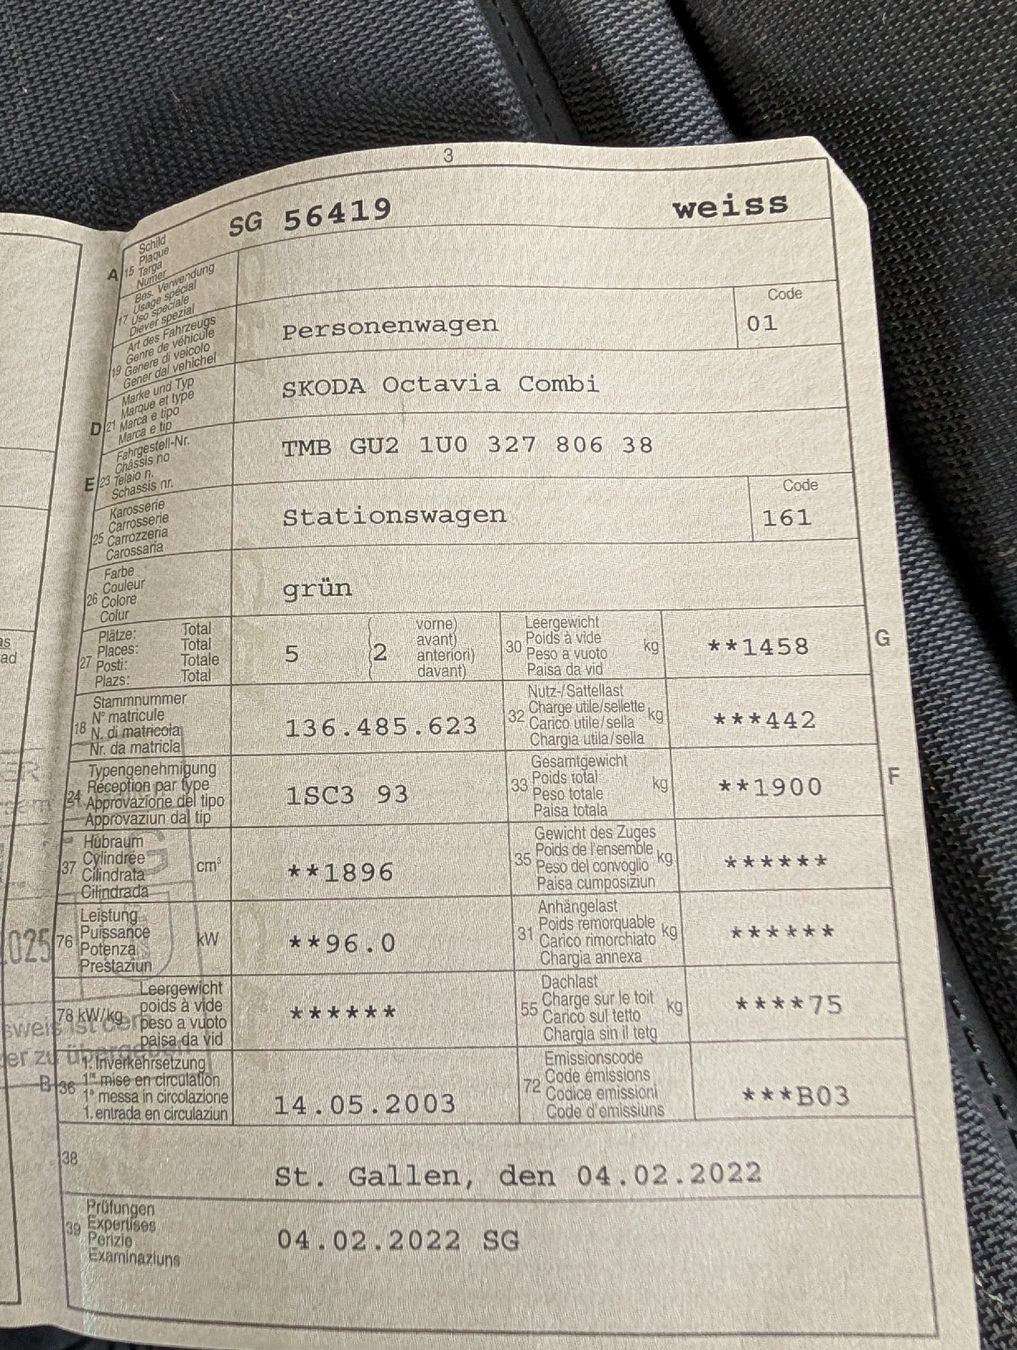 3
A 15 Schild
Plaque
Targa
Numer
SG 56419 weiss
17 Bes. Verwendung
Usage spécial
Uso speciale
Diever spezial
19 Art des Fahrzeugs
Genre de véhicule
Genere di veicolo
Gener dal vehichel
Personenwagen
Code
01
D 21 Marke und Typ
Marque et type
Marca e tipo
Marca e tip
SKODA Octavia Combi
E 23 Fahrgestell-Nr.
Châssis no
Telaio n.
Schassis nr.
TMB GU2 1U0 327 806 38
25 Karosserie
Carrosserie
Carrozzeria
Carossaria
Stationswagen
Code
161
26 Farbe
Couleur
Colore
Colur
grün
27 Plätze: Total
Places: Total
Posti: Totale
Plazs: Total
5 (2 vorne)
avant)
anteriori)
davant)
30 Leergewicht
Poids à vide kg
Peso a vuoto
Paisa da vid
**1458
G
18 Stammnummer
N° matricule
N. di matricola
Nr. da matricla
136.485.623
32 Nutz-/Sattellast
Charge utile/sellette kg
Carico utile/sella
Chargia utila/sella
***442
24 Typengenehmigung
Réception par type
Approvazione del tipo
Approvaziun dal tip
1SC3 93
33 Gesamtgewicht
Poids total kg
Peso totale
Paisa totala
**1900
F
37 Hubraum
Cylindrée cm³
Cilindrata
Cilindrada
**1896
35 Gewicht des Zuges
Poids de l'ensemble kg
Peso del convoglio
Paisa cumposiziun
******
76 Leistung
Puissance kW
Potenza
Prestaziun
**96.0
31 Anhängelast
Poids remorquable kg
Carico rimorchiato
Chargia annexa
******
78 kW/kg Leergewicht
poids à vide
peso a vuoto
paisa da vid
******
55 Dachlast
Charge sur le toit kg
Carico sul tetto
Chargia sin il tetg
****75
B 36 1. Inverkehrsetzung
1re mise en circulation
1a messa in circolazione
1. entrada en circulaziun
14.05.2003
72 Emissionscode
Code émissions
Codice emissioni
Code d'emissiuns
***B03
38
St. Gallen, den 04.02.2022
39 Prüfungen
Expertises
Perizie
Examinaziuns
04.02.2022 SG
2025